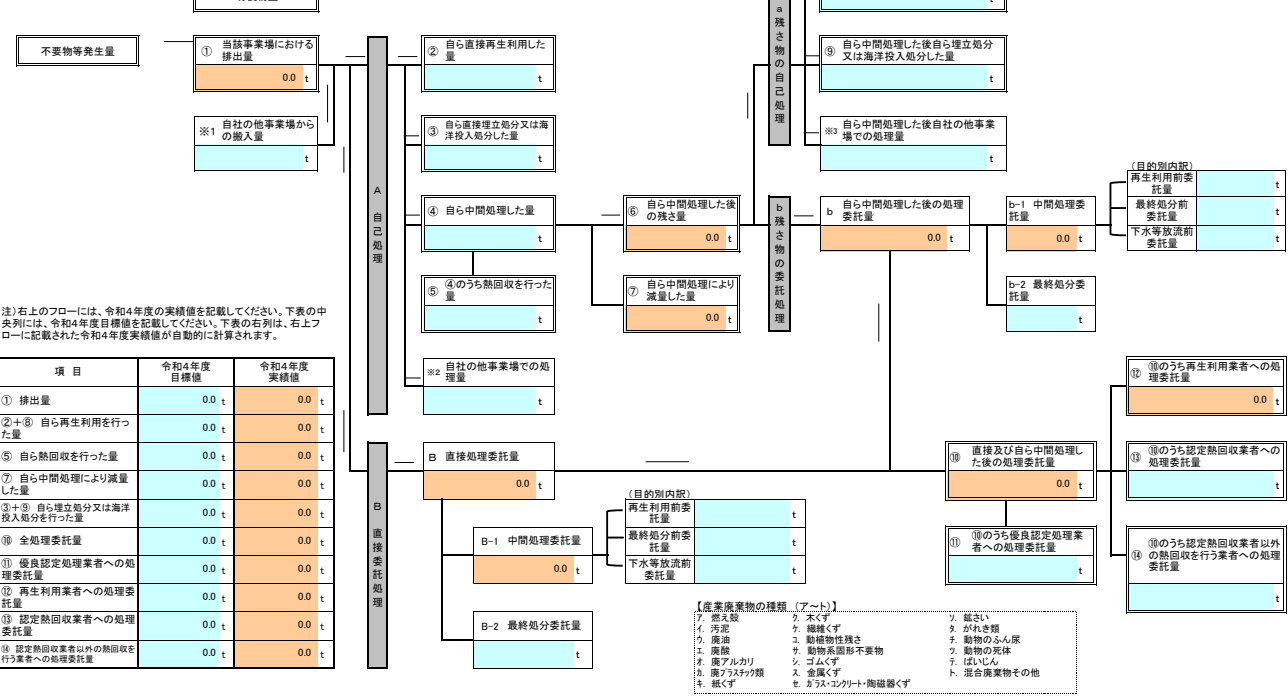 a
残
さ
物
の
自
己
処
理
不要物等発生量
① 当該事業場における
排出量
0.0 t
② 自ら直接再生利用した
量
t
⑨ 自ら中間処理した後自ら埋立処分
又は海洋投入処分した量
t
t
※1 自社の他事業場から
の搬入量
t
③ 自ら直接埋立処分又は海
洋投入処分した量
t
※3 自ら中間処理した後自社の他事業
場での処理量
t
A
自
己
処
理
④ 自ら中間処理した量
t
⑥ 自ら中間処理した後
の残さ量
0.0 t
b
残
さ
物
の
委
託
処
理
b 自ら中間処理した後の処理
委託量
0.0 t
b-1 中間処理委
託量
0.0 t
(目的別内訳)
再生利用前委
託量 t
最終処分前
委託量 t
下水等放流前
委託量 t
⑤ ④のうち熱回収を行った
量
t
⑦ 自ら中間処理により
減量した量
0.0 t
b-2 最終処分委
託量
t
注)右上のフローには、令和4年度の実績値を記載してください。下表の中
央列には、令和4年度目標値を記載してください。下表の右列は、右上フ
ローに記載された令和4年度実績値が自動的に計算されます。
※2 自社の他事業場での処
理量
t
項 目 令和4年度 令和4年度
目標値 実績値
① 排出量 0.0 t 0.0 t
②+⑧ 自ら再生利用を行っ
た量 0.0 t 0.0 t
⑤ 自ら熱回収を行った量 0.0 t 0.0 t
⑦ 自ら中間処理により減量
した量 0.0 t 0.0 t
③+⑨ 自ら埋立処分又は海洋
投入処分を行った量 0.0 t 0.0 t
⑩ 全処理委託量 0.0 t 0.0 t
⑪ 優良認定処理業者への処
理委託量 0.0 t 0.0 t
⑫ 再生利用業者への処理委
託量 0.0 t 0.0 t
⑬ 認定熱回収業者への処理
委託量 0.0 t 0.0 t
⑭ 認定熱回収業者以外の熱回収を
行う業者への処理委託量 0.0 t 0.0 t
B
直
接
委
託
処
理
B 直接処理委託量
0.0 t
B-1 中間処理委託量
0.0 t
(目的別内訳)
再生利用前委
託量 t
最終処分前委
託量 t
下水等放流前
委託量 t
B-2 最終処分委託量
t
⑩ 直接及び自ら中間処理し
た後の処理委託量
0.0 t
⑪ ⑩のうち優良認定処理業
者への処理委託量
t
⑫ ⑩のうち再生利用業者への処
理委託量
0.0 t
⑬ ⑩のうち認定熱回収業者への
処理委託量
t
⑭ ⑩のうち認定熱回収業者以外
の熱回収を行う業者への処理
委託量
t
【産業廃棄物の種類 (ア~ト)】
ア. 燃え殻 ク. 木くず ソ. 鉱さい
イ. 汚泥 ケ. 繊維くず タ. がれき類
ウ. 廃油 コ. 動植物性残さ チ. 動物のふん尿
エ. 廃酸 サ. 動物系固形不要物 ツ. 動物の死体
オ. 廃アルカリ シ. ゴムくず テ. ばいじん
カ. 廃プラスチック類 ス. 金属くず ト. 混合廃棄物その他
キ. 紙くず セ. ガラス・コンクリート・陶磁器くず